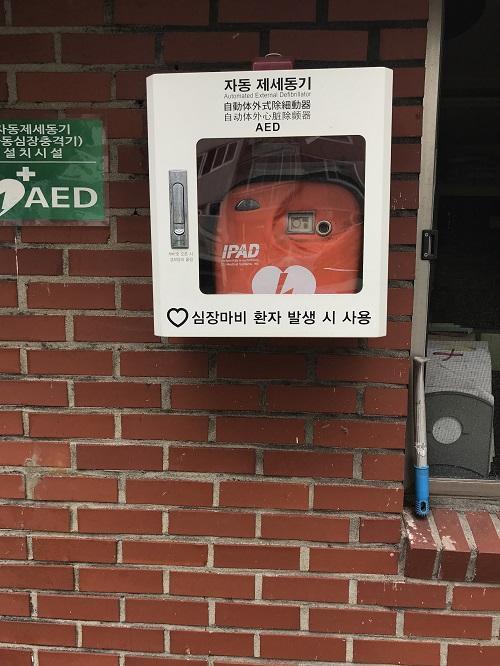 자동제세동기
동심장충격기)
설치시설
AED
자동 제세동기
Automated External Defibrillator
自動体外式除細動器
自动体外心脏除颤器
AED
IPAD
심장마비 환자 발생 시 사용